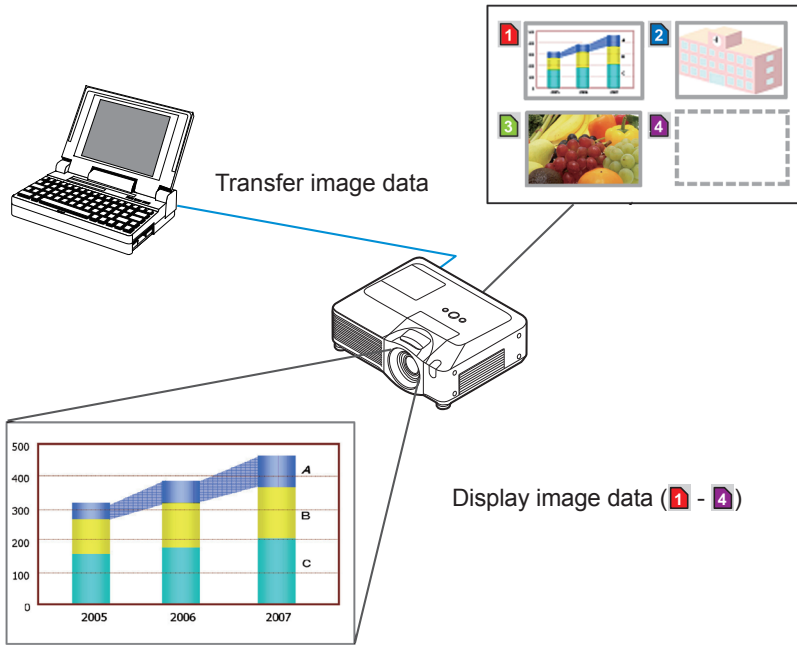 1 2
3 4
Transfer image data
500
400 A
300 B
200
100 C
0
2005 2006 2007
Display image data (1 - 4)